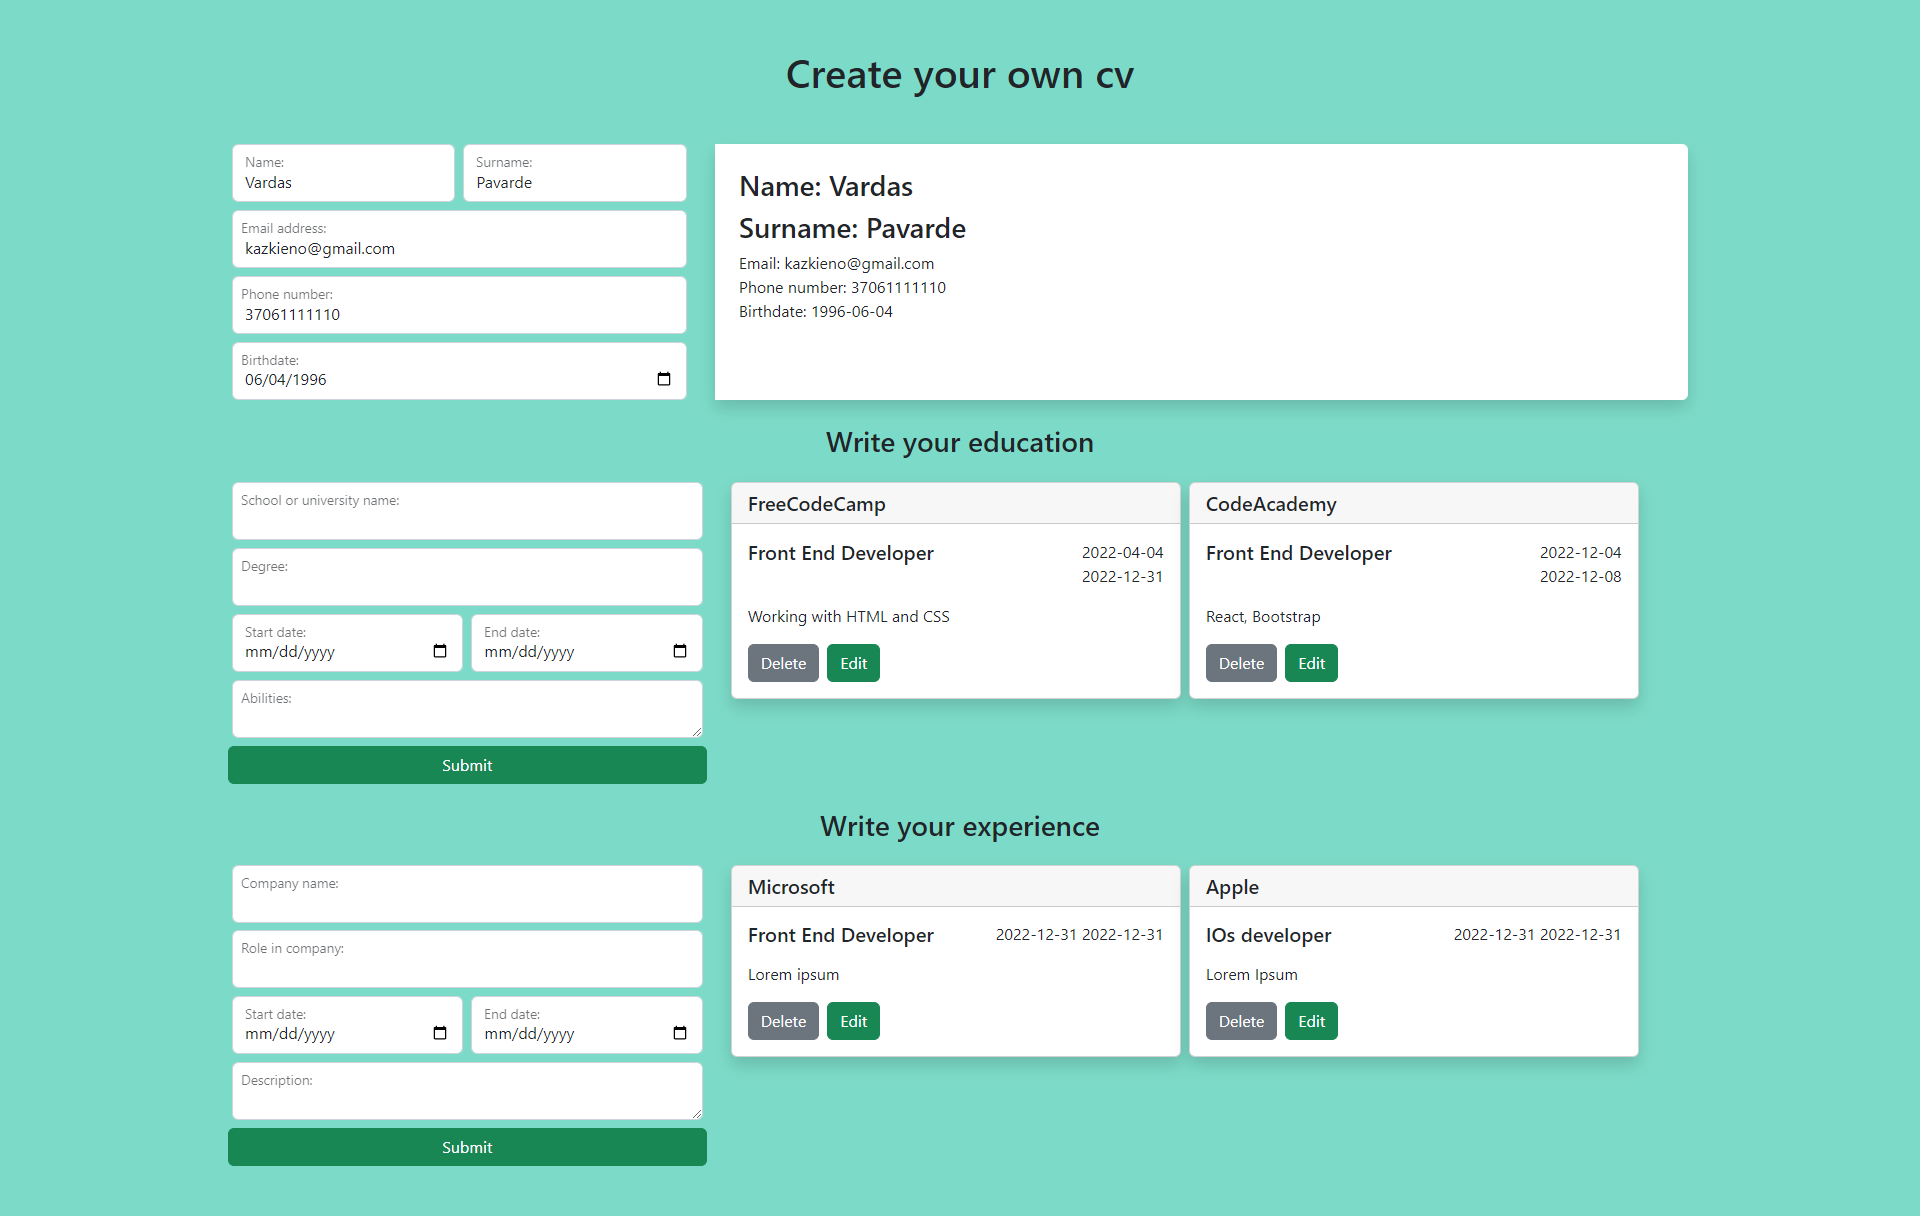 Create your own cv
Name:
Vardas
Surname:
Pavarde
Email address:
kazkieno@gmail.com
Phone number:
37061111110
Birthdate:
06/04/1996
Name: Vardas
Surname: Pavarde
Email: kazkieno@gmail.com
Phone number: 37061111110
Birthdate: 1996-06-04
Write your education
School or university name:
Degree:
Start date:
mm/dd/yyyy
End date:
mm/dd/yyyy
Abilities:
Submit
FreeCodeCamp
Front End Developer
2022-04-04
2022-12-31
Working with HTML and CSS
Delete
Edit
CodeAcademy
Front End Developer
2022-12-04
2022-12-08
React, Bootstrap
Delete
Edit
Write your experience
Company name:
Role in company:
Start date:
mm/dd/yyyy
End date:
mm/dd/yyyy
Description:
Submit
Microsoft
Front End Developer
2022-12-31 2022-12-31
Lorem ipsum
Delete
Edit
Apple
IOs developer
2022-12-31 2022-12-31
Lorem Ipsum
Delete
Edit